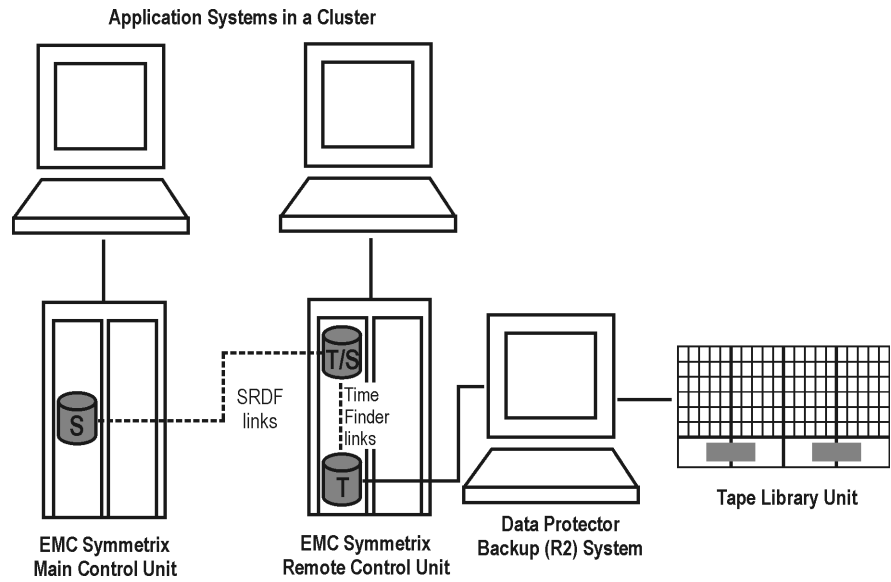 Application Systems in a Cluster
T/S
SRDF
links
Time
Finder
links
S
T
EMC Symmetrix
Main Control Unit
EMC Symmetrix
Remote Control Unit
Data Protector
Backup (R2) System
Tape Library Unit